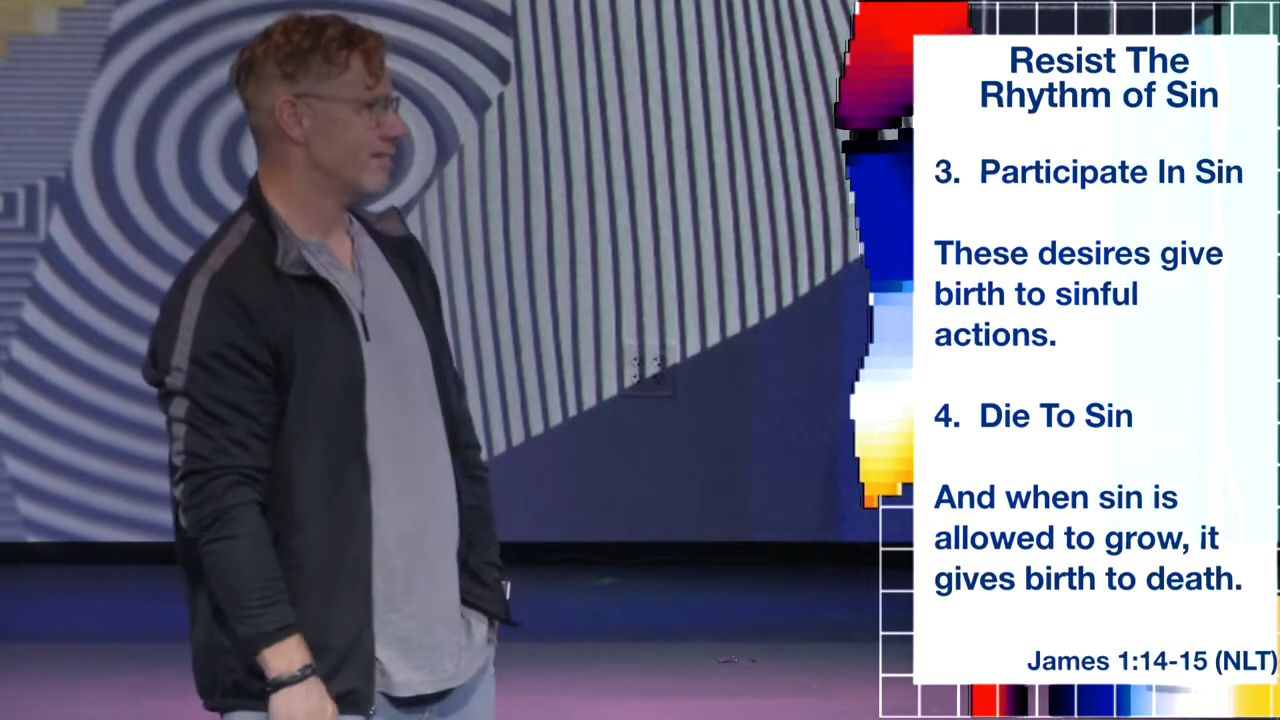 Resist The
Rhythm of Sin
3. Participate In Sin
These desires give
birth to sinful
actions.
4. Die To Sin
And when sin is
allowed to grow, it
gives birth to death.
James 1:14-15 (NLT)